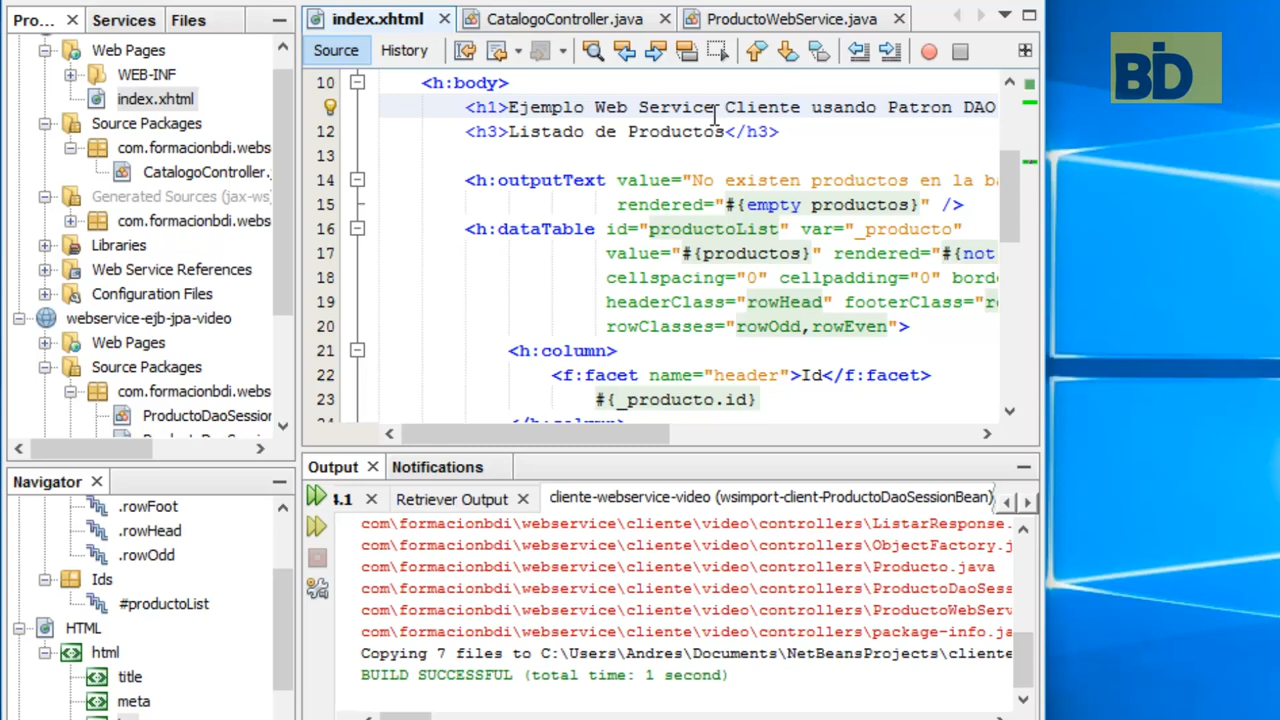 Pro...
Services
Files
Web Pages
WEB-INF
index.xhtml
Source Packages
com.formacionbdi.webs
CatalogoController.
Generated Sources (jax-ws)
com.formacionbdi.webs
Libraries
Web Service References
Configuration Files
webservice-ejb-jpa-video
Web Pages
Source Packages
com.formacionbdi.webs
ProductoDaoSession
Navigator
.rowFoot
.rowHead
.rowOdd
Ids
#productoList
HTML
html
title
meta
index.xhtml
CatalogoController.java
ProductoWebService.java
Source
History
10 <h:body>
<h1>Ejemplo Web Service Cliente usando Patron DAO
12 <h3>Listado de Productos</h3>
13
14 <h:outputText value="No existen productos en la ba
15 rendered="#{empty productos}" />
16 <h:dataTable id="productoList" var="_producto"
17 value="#{productos}" rendered="#{not
18 cellspacing="0" cellpadding="0" bord
19 headerClass="rowHead" footerClass="r
20 rowClasses="rowOdd,rowEven">
21 <h:column>
22 <f:facet name="header">Id</f:facet>
23 #{_producto.id}
24 </h:column>
BDI
Output
Notifications
4.1
Retriever Output
cliente-webservice-video (wsimport-client-ProductoDaoSessionBean)
com\formacionbdi\webservice\cliente\video\controllers\ListarResponse.
com\formacionbdi\webservice\cliente\video\controllers\ObjectFactory.j
com\formacionbdi\webservice\cliente\video\controllers\Producto.java
com\formacionbdi\webservice\cliente\video\controllers\ProductoDaoSes
com\formacionbdi\webservice\cliente\video\controllers\ProductoWebServ
com\formacionbdi\webservice\cliente\video\controllers\package-info.ja
Copying 7 files to C:\Users\Andres\Documents\NetBeansProjects\cliente
BUILD SUCCESSFUL (total time: 1 second)